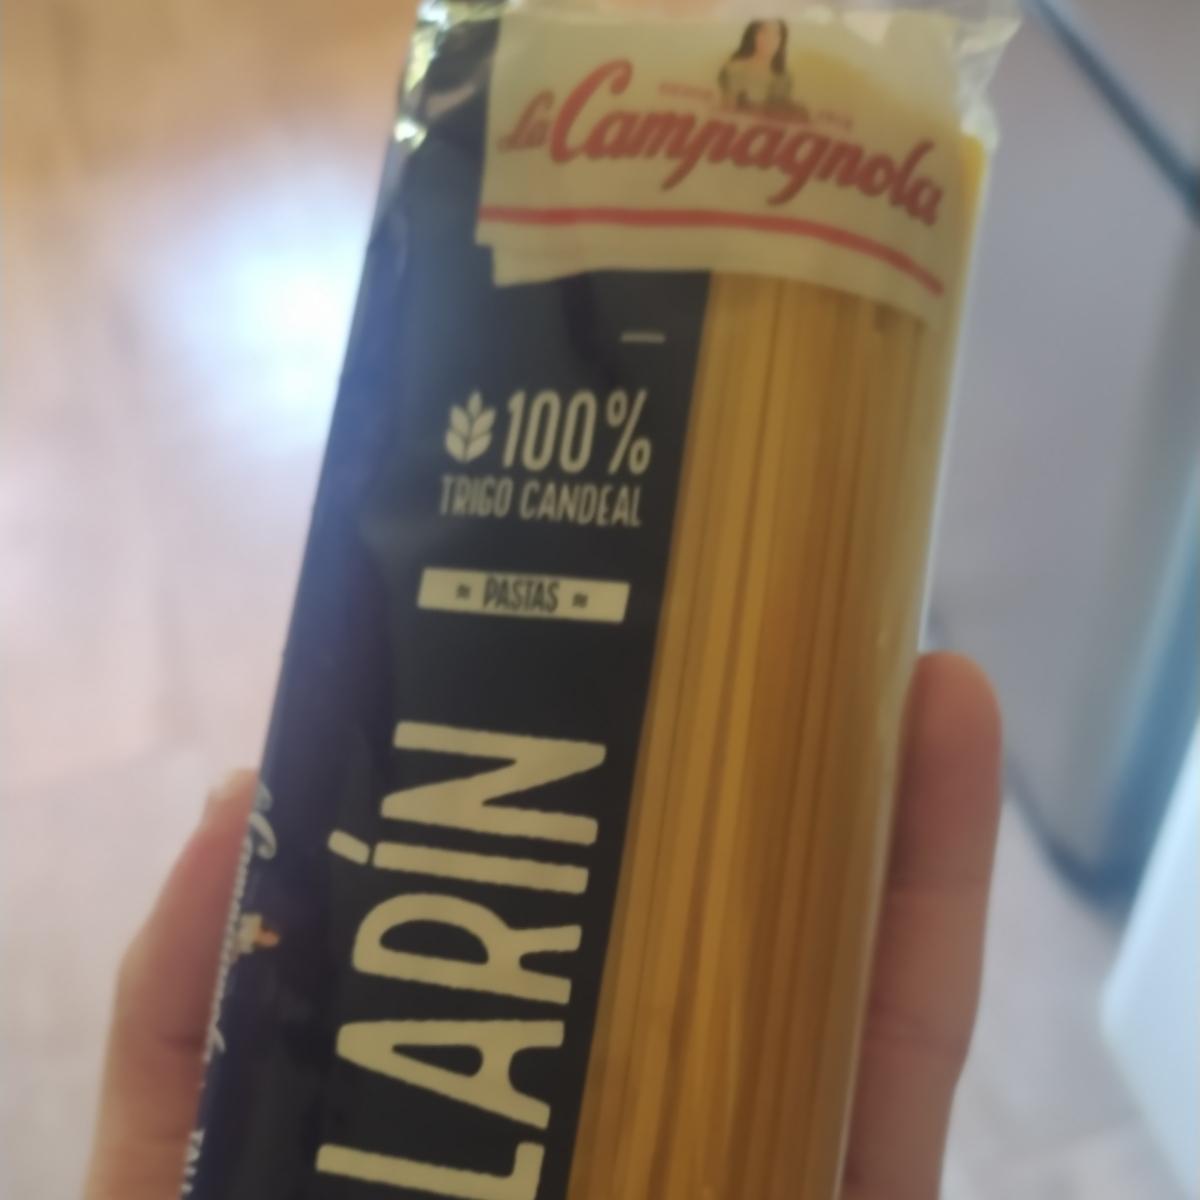 La Campagnola
100%
TRIGO CANDEAL
≈ PASTAS ≈
LARÍN